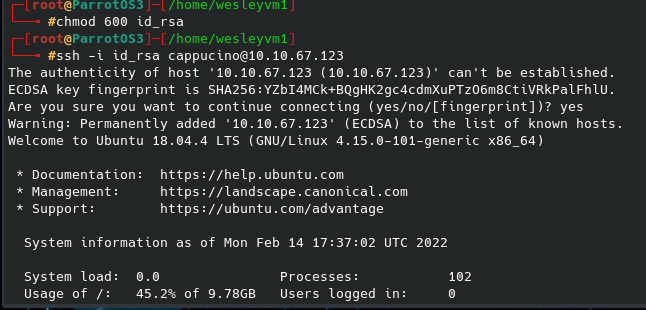 [root@ParrotOS3]─[/home/wesleyvm1]
#chmod 600 id_rsa
[root@ParrotOS3]─[/home/wesleyvm1]
#ssh -i id_rsa cappucino@10.10.67.123
The authenticity of host '10.10.67.123 (10.10.67.123)' can't be established.
ECDSA key fingerprint is SHA256:YZbI4MCk+BQgHK2gc4cdmXuPTzO6m8CtiVRkPalFhlU.
Are you sure you want to continue connecting (yes/no/[fingerprint])? yes
Warning: Permanently added '10.10.67.123' (ECDSA) to the list of known hosts.
Welcome to Ubuntu 18.04.4 LTS (GNU/Linux 4.15.0-101-generic x86_64)
* Documentation:  https://help.ubuntu.com
* Management:     https://landscape.canonical.com
* Support:        https://ubuntu.com/advantage
System information as of Mon Feb 14 17:37:02 UTC 2022
System load:  0.0               Processes:           102
Usage of /:   45.2% of 9.78GB   Users logged in:     0